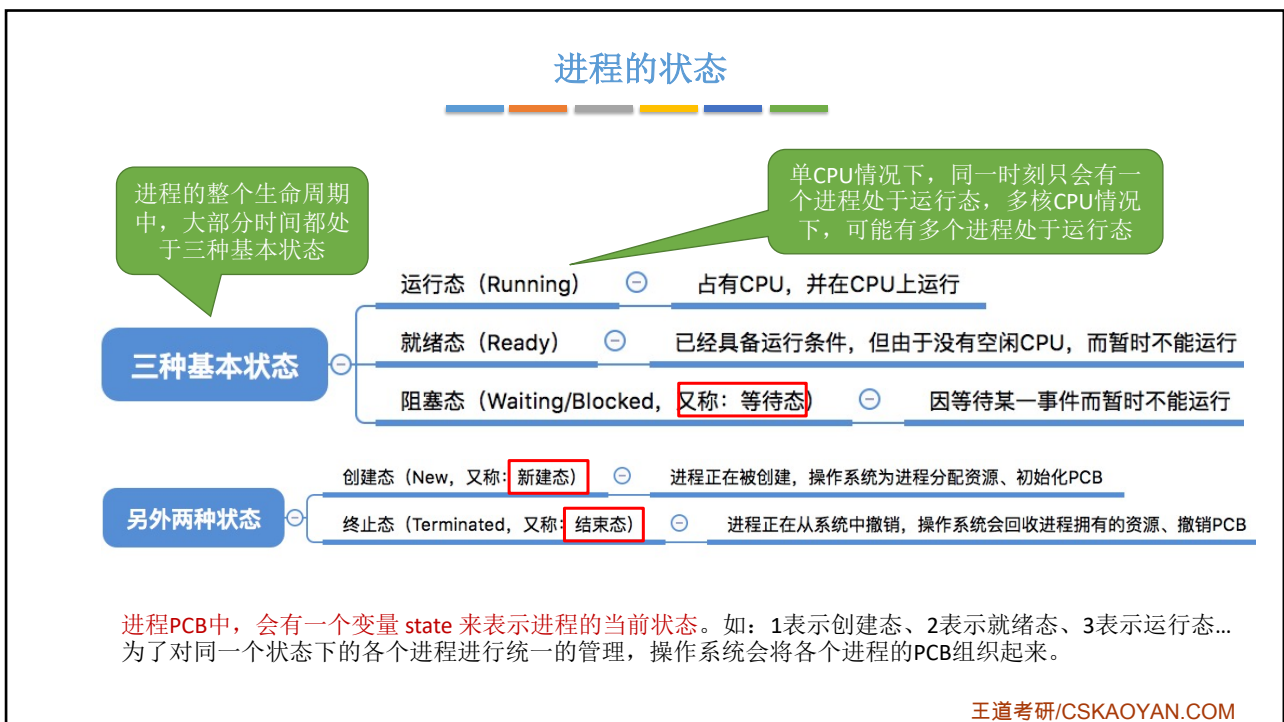 进程的状态
进程的整个生命周期
中，大部分时间都处
于三种基本状态
单CPU情况下，同一时刻只会有一
个进程处于运行态，多核CPU情况
下，可能有多个进程处于运行态
三种基本状态
运行态（Running） 占有CPU，并在CPU上运行
就绪态（Ready） 已经具备运行条件，但由于没有空闲CPU，而暂时不能运行
阻塞态（Waiting/Blocked，又称：等待态） 因等待某一事件而暂时不能运行
另外两种状态
创建态（New，又称：新建态） 进程正在被创建，操作系统为进程分配资源、初始化PCB
终止态（Terminated，又称：结束态） 进程正在从系统中撤销，操作系统会回收进程拥有的资源、撤销PCB
进程PCB中，会有一个变量 state 来表示进程的当前状态。如：1表示创建态、2表示就绪态、3表示运行态…
为了对同一个状态下的各个进程进行统一的管理，操作系统会将各个进程的PCB组织起来。
王道考研/CSKAOYAN.COM